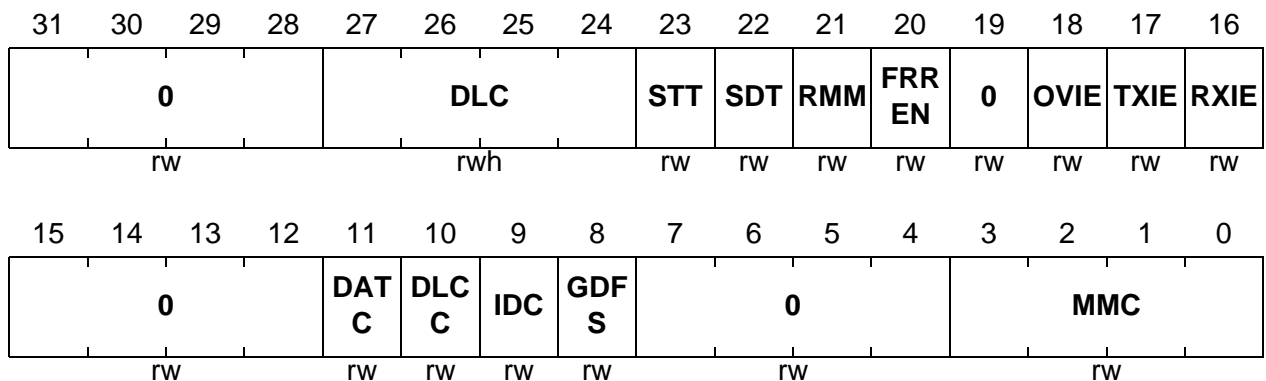 31 30 29 28 27 26 25 24 23 22 21 20 19 18 17 16
0 DLC STT SDT RMM FRR EN 0 OVIE TXIE RXIE
rw rwh rw rw rw rw rw rw rw rw
15 14 13 12 11 10 9 8 7 6 5 4 3 2 1 0
0 DAT C DLC C IDC GDF S 0 MMC
rw rw rw rw rw rw rw